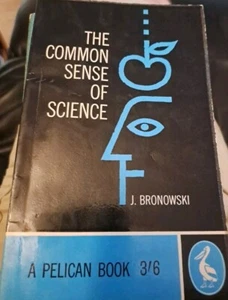 THE
COMMON
SENSE
OF
SCIENCE
J. BRONOWSKI
A PELICAN BOOK 3/6